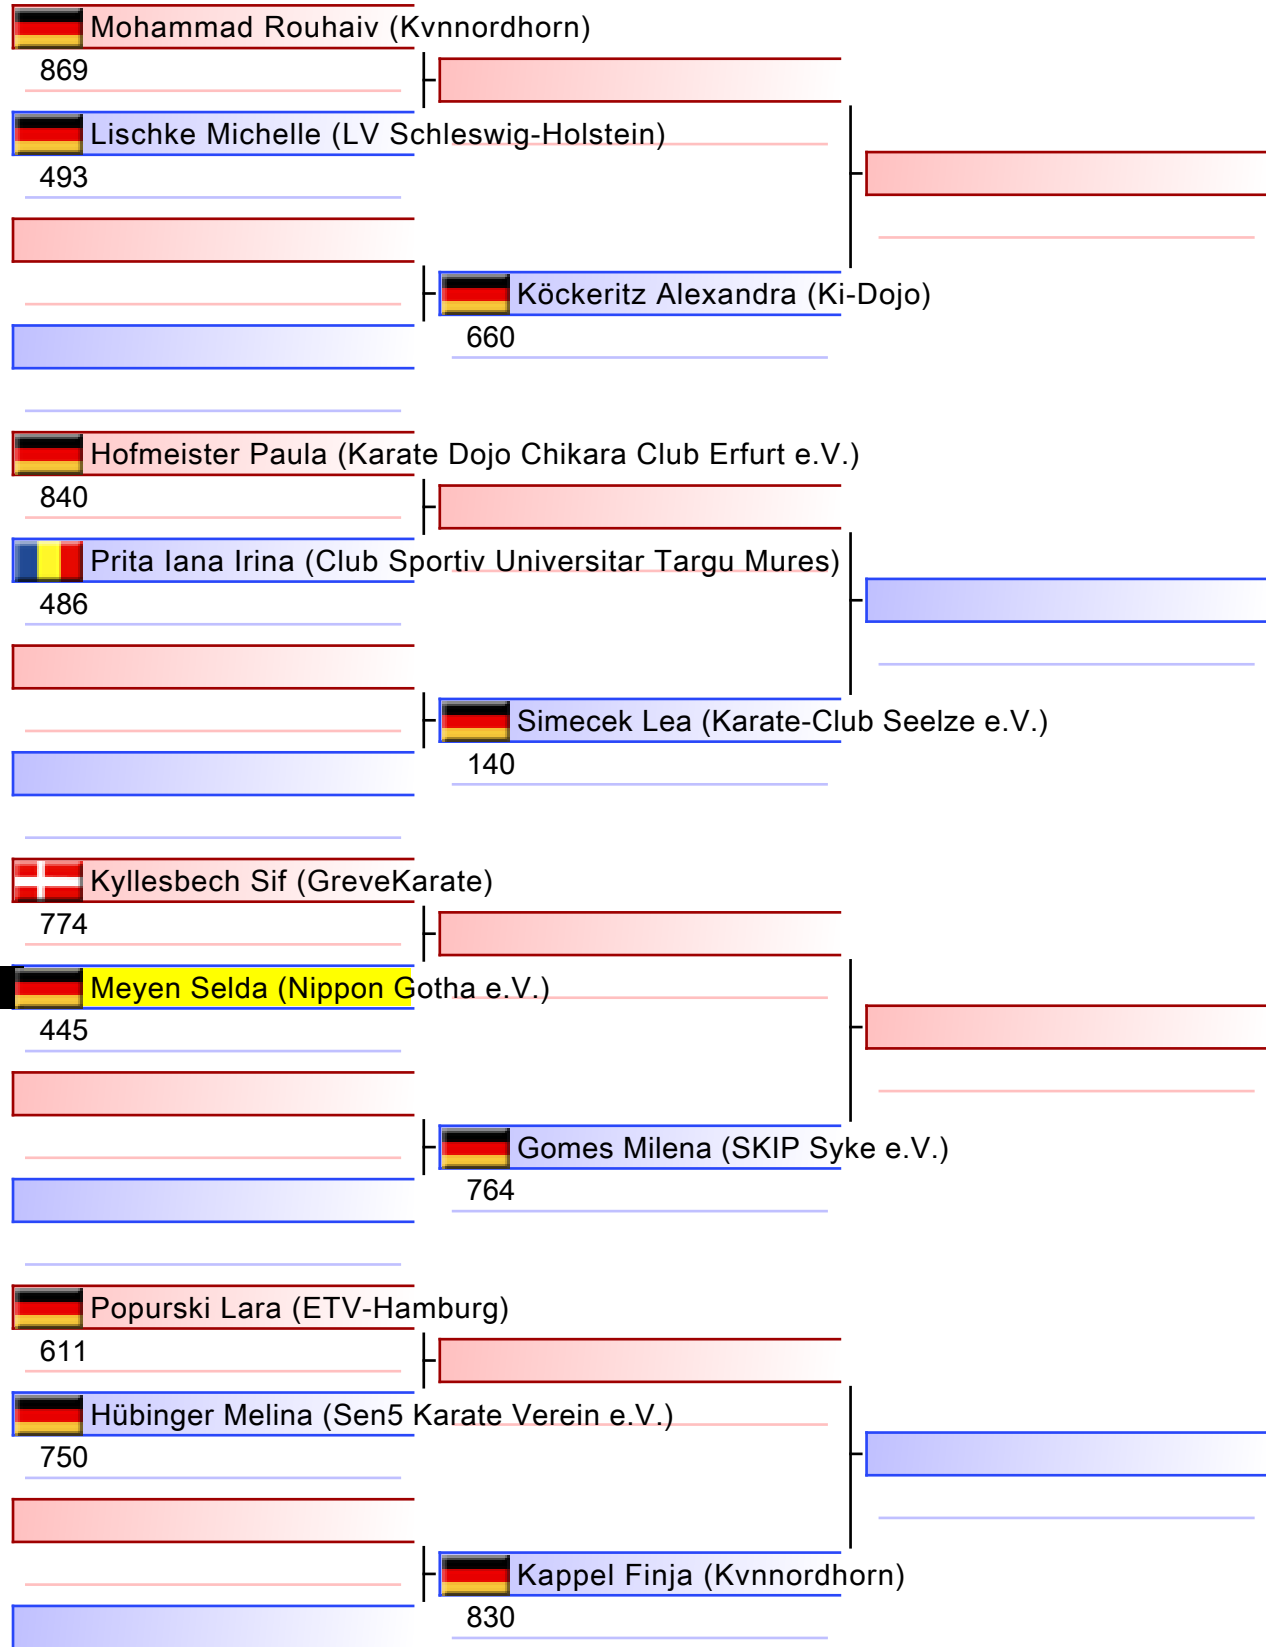 Mohammad Rouhaiv (Kvnnordhorn)
869
Lischke Michelle (LV Schleswig-Holstein)
493
Köckeritz Alexandra (Ki-Dojo)
660
Hofmeister Paula (Karate Dojo Chikara Club Erfurt e.V.)
840
Prita Iana Irina (Club Sportiv Universitar Targu Mures)
486
Simecek Lea (Karate-Club Seelze e.V.)
140
Kyllesbech Sif (GreveKarate)
774
Meyen Selda (Nippon Gotha e.V.)
445
Gomes Milena (SKIP Syke e.V.)
764
Popurski Lara (ETV-Hamburg)
611
Hübinger Melina (Sen5 Karate Verein e.V.)
750
Kappel Finja (Kvnnordhorn)
830